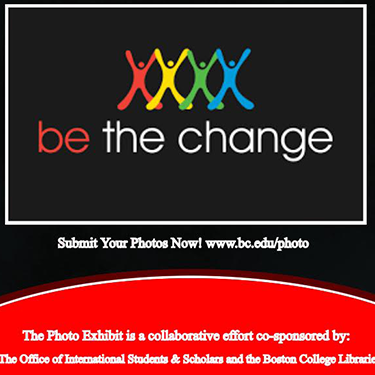 be the change
Submit Your Photos Now! www.bc.edu/photo
The Photo Exhibit is a collaborative effort co-sponsored by:
The Office of International Students & Scholars and the Boston College Librarie